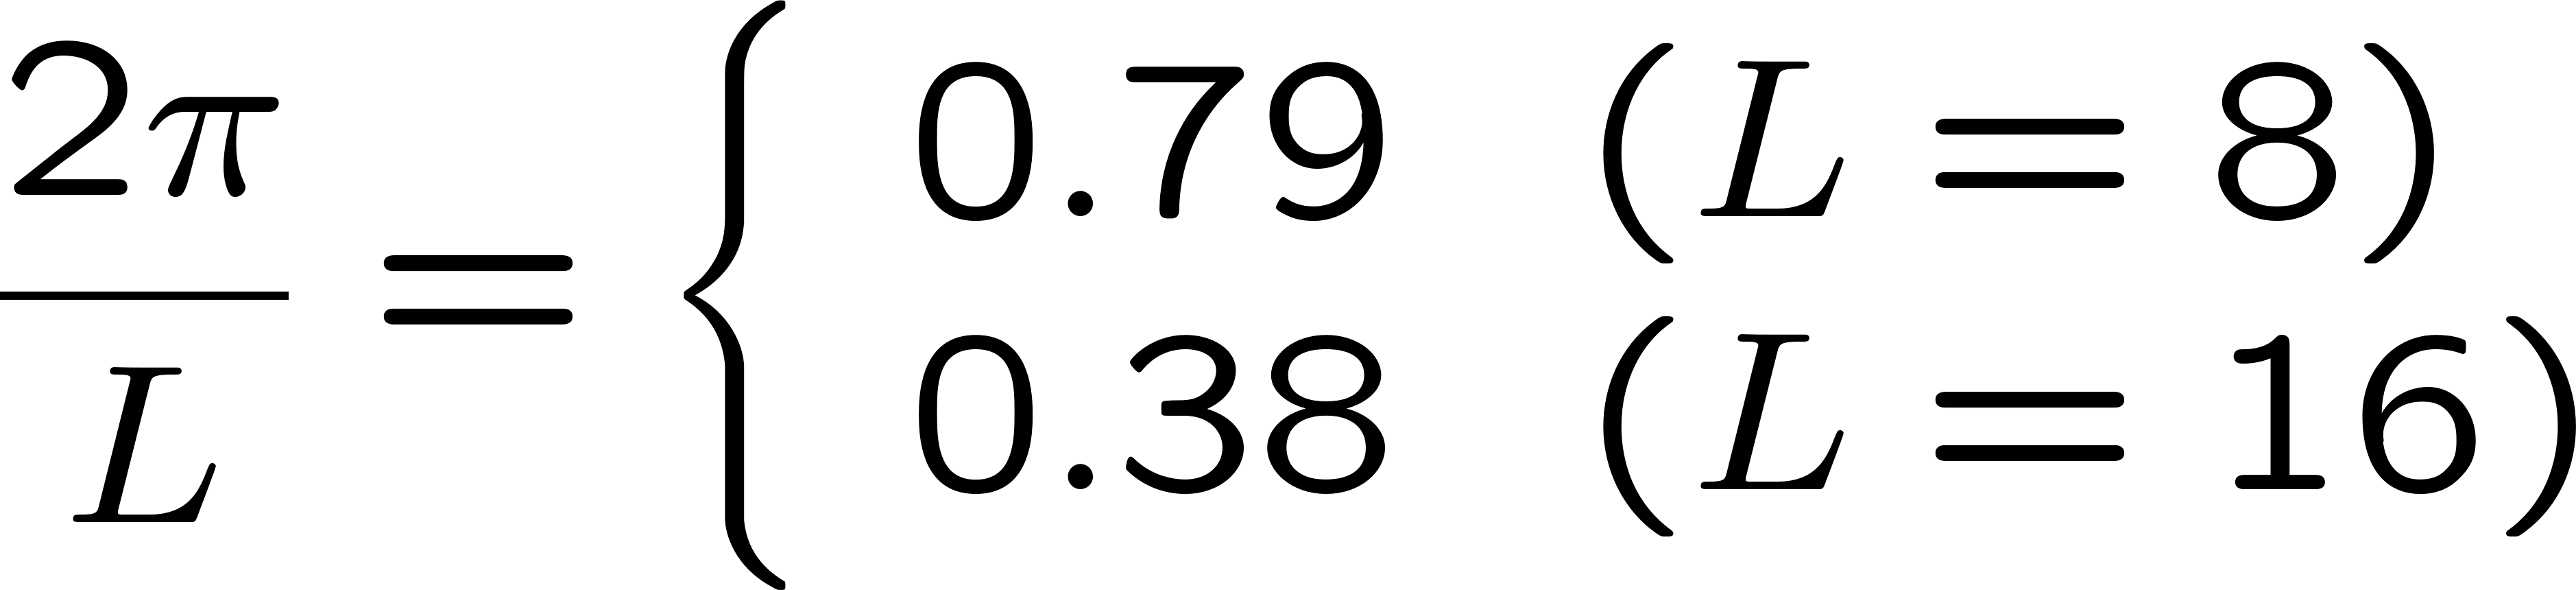 2π/L = { 0.79 (L = 8)
0.38 (L = 16)